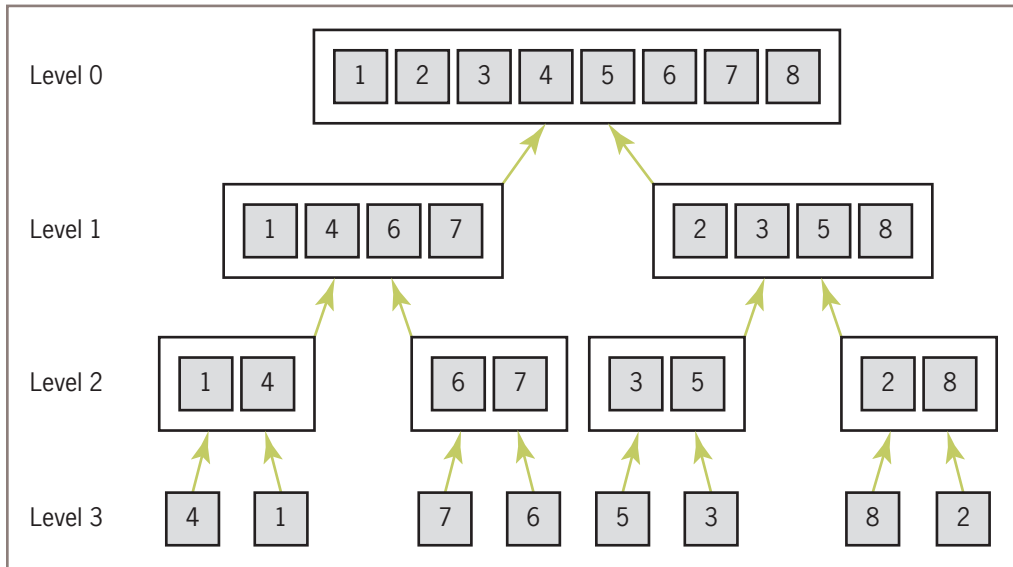 Level 0 1 2 3 4 5 6 7 8
Level 1 1 4 6 7 2 3 5 8
Level 2 1 4 6 7 3 5 2 8
Level 3 4 1 7 6 5 3 8 2